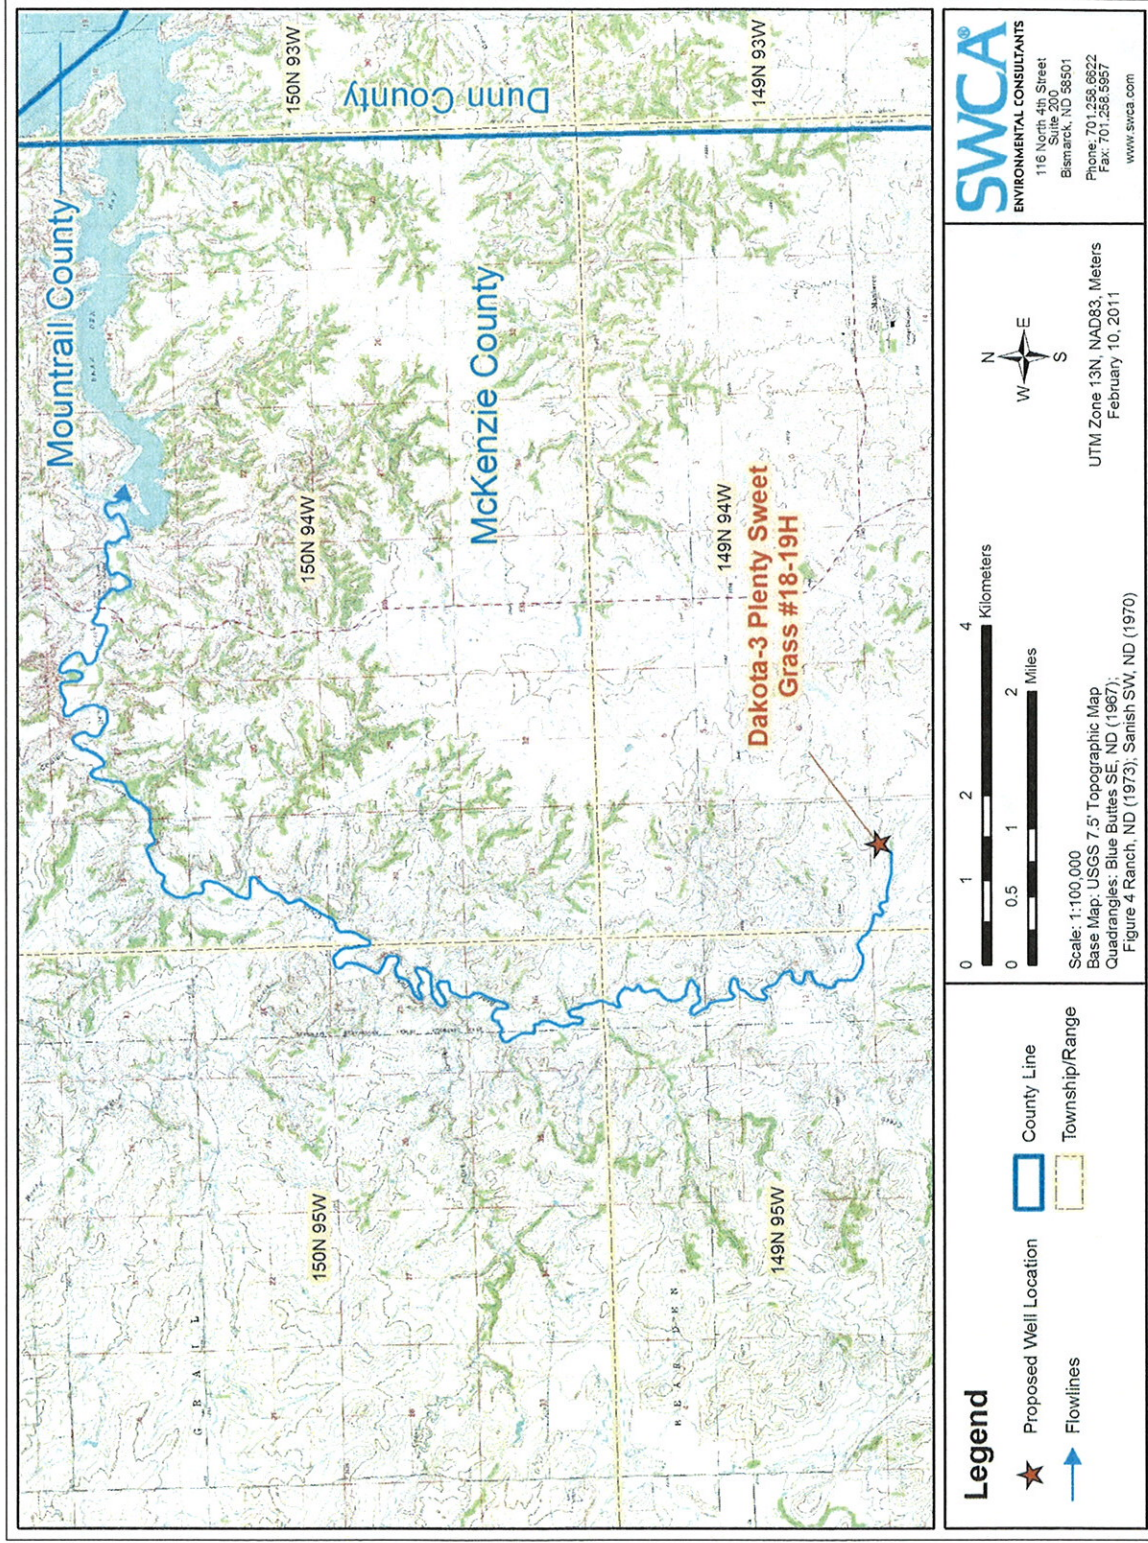 Mountrail County
150N 93W
Dunn County
150N 94W
McKenzie County
149N 93W
149N 94W
Dakota-3 Plenty Sweet
Grass #18-19H
150N 95W
149N 95W
G R A I L
B E A R D E N
Legend
Proposed Well Location
Flowlines
County Line
Township/Range
0 1 2 4
Kilometers
0 0.5 1 2
Miles
Scale: 1:100,000
Base Map: USGS 7.5' Topographic Map
Quadrangles: Blue Buttes SE, ND (1967);
Figure 4 Ranch, ND (1973); Sanish SW, ND (1970)
N
W E
S
UTM Zone 13N, NAD83, Meters
February 10, 2011
SWCA®
ENVIRONMENTAL CONSULTANTS
116 North 4th Street
Suite 200
Bismarck, ND 58501
Phone: 701.258.6622
Fax: 701.258.5957
www.swca.com